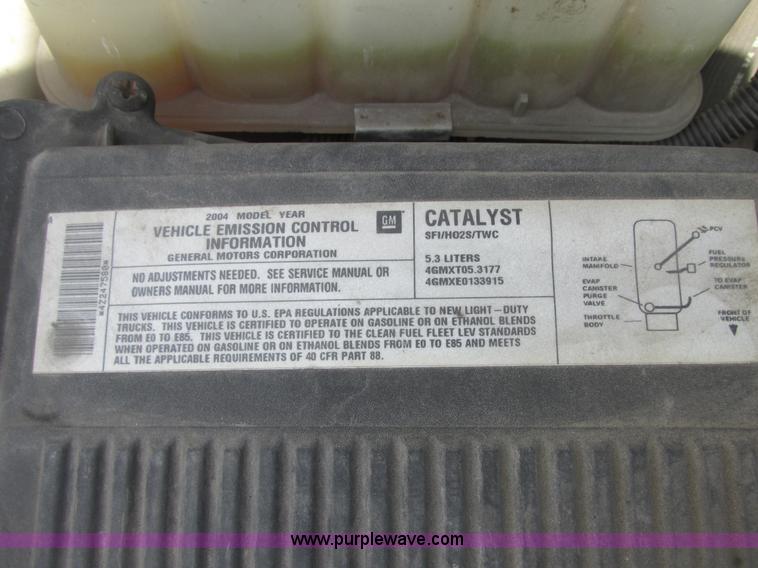 *4Z247580*
2004 MODEL YEAR
VEHICLE EMISSION CONTROL
INFORMATION
GENERAL MOTORS CORPORATION
GM
NO ADJUSTMENTS NEEDED. SEE SERVICE MANUAL OR
OWNERS MANUAL FOR MORE INFORMATION.
CATALYST
SFI/HO2S/TWC
5.3 LITERS
4GMXT05.3177
4GMXE0133915
THIS VEHICLE CONFORMS TO U.S. EPA REGULATIONS APPLICABLE TO NEW LIGHT-DUTY
TRUCKS. THIS VEHICLE IS CERTIFIED TO OPERATE ON GASOLINE OR ON ETHANOL BLENDS
FROM E0 TO E85. THIS VEHICLE IS CERTIFIED TO THE CLEAN FUEL FLEET LEV STANDARDS
WHEN OPERATED ON GASOLINE OR ON ETHANOL BLENDS FROM E0 TO E85 AND MEETS
ALL THE APPLICABLE REQUIREMENTS OF 40 CFR PART 88.
PCV
INTAKE
MANIFOLD
FUEL
PRESSURE
REGULATOR
EVAP
CANISTER
PURGE
VALVE
TO EVAP
CANISTER
THROTTLE
BODY
FRONT OF
VEHICLE
www.purplewave.com